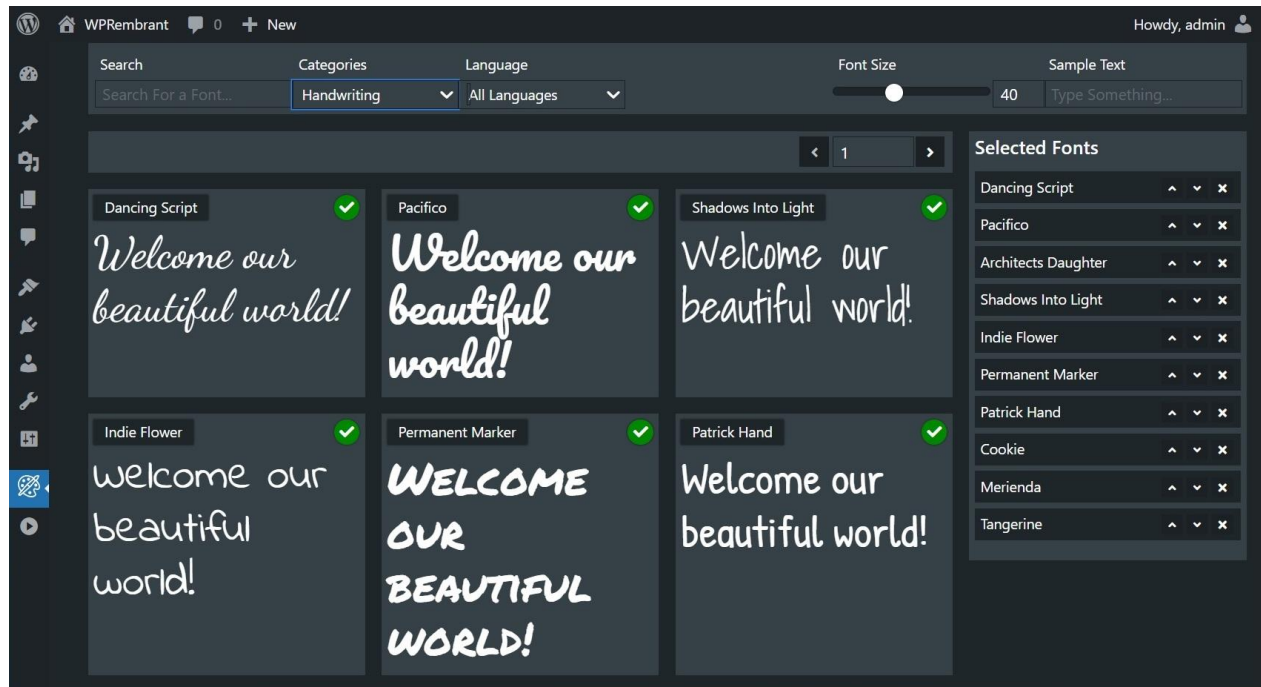 WPRembrant 0 New Howdy, admin
Search Categories Language Font Size Sample Text
Search For a Font... Handwriting All Languages 40 Type Something...
1
Selected Fonts
Dancing Script
Pacifico
Architects Daughter
Shadows Into Light
Indie Flower
Permanent Marker
Patrick Hand
Cookie
Merienda
Tangerine
Dancing Script
Welcome our
beautiful world!
Pacifico
Welcome our
beautiful
world!
Shadows Into Light
Welcome our
beautiful world!
Indie Flower
welcome our
beautiful
world!
Permanent Marker
WELCOME
OUR
BEAUTIFUL
WORLD!
Patrick Hand
Welcome our
beautiful world!